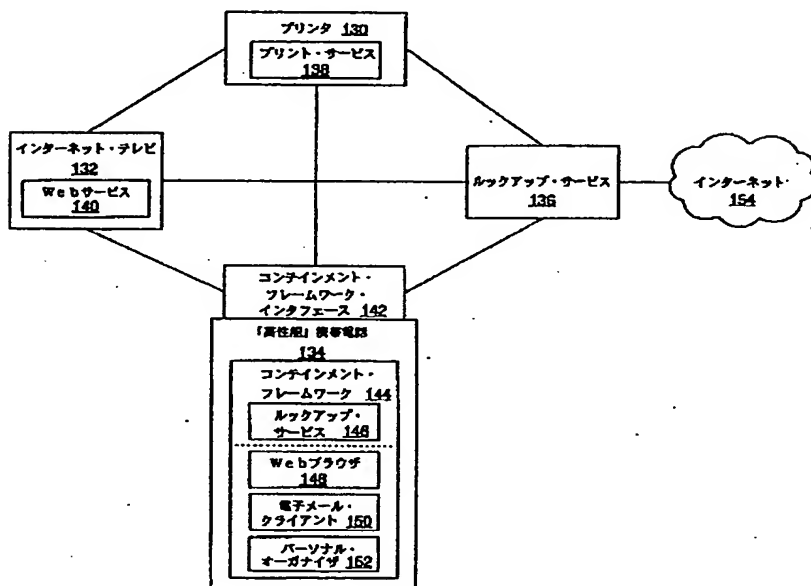 プリンタ 130
プリント・サービス
138
インターネット・テレビ
132
Webサービス
140
ルックアップ・サービス
136
インターネット
154
コンテインメント・
フレームワーク・
インタフェース 142
「高性能」携帯電話
134
コンテインメント・
フレームワーク 144
ルックアップ・
サービス 146
Webブラウザ
148
電子メール・
クライアント 150
パーソナル・
オーガナイザ 152